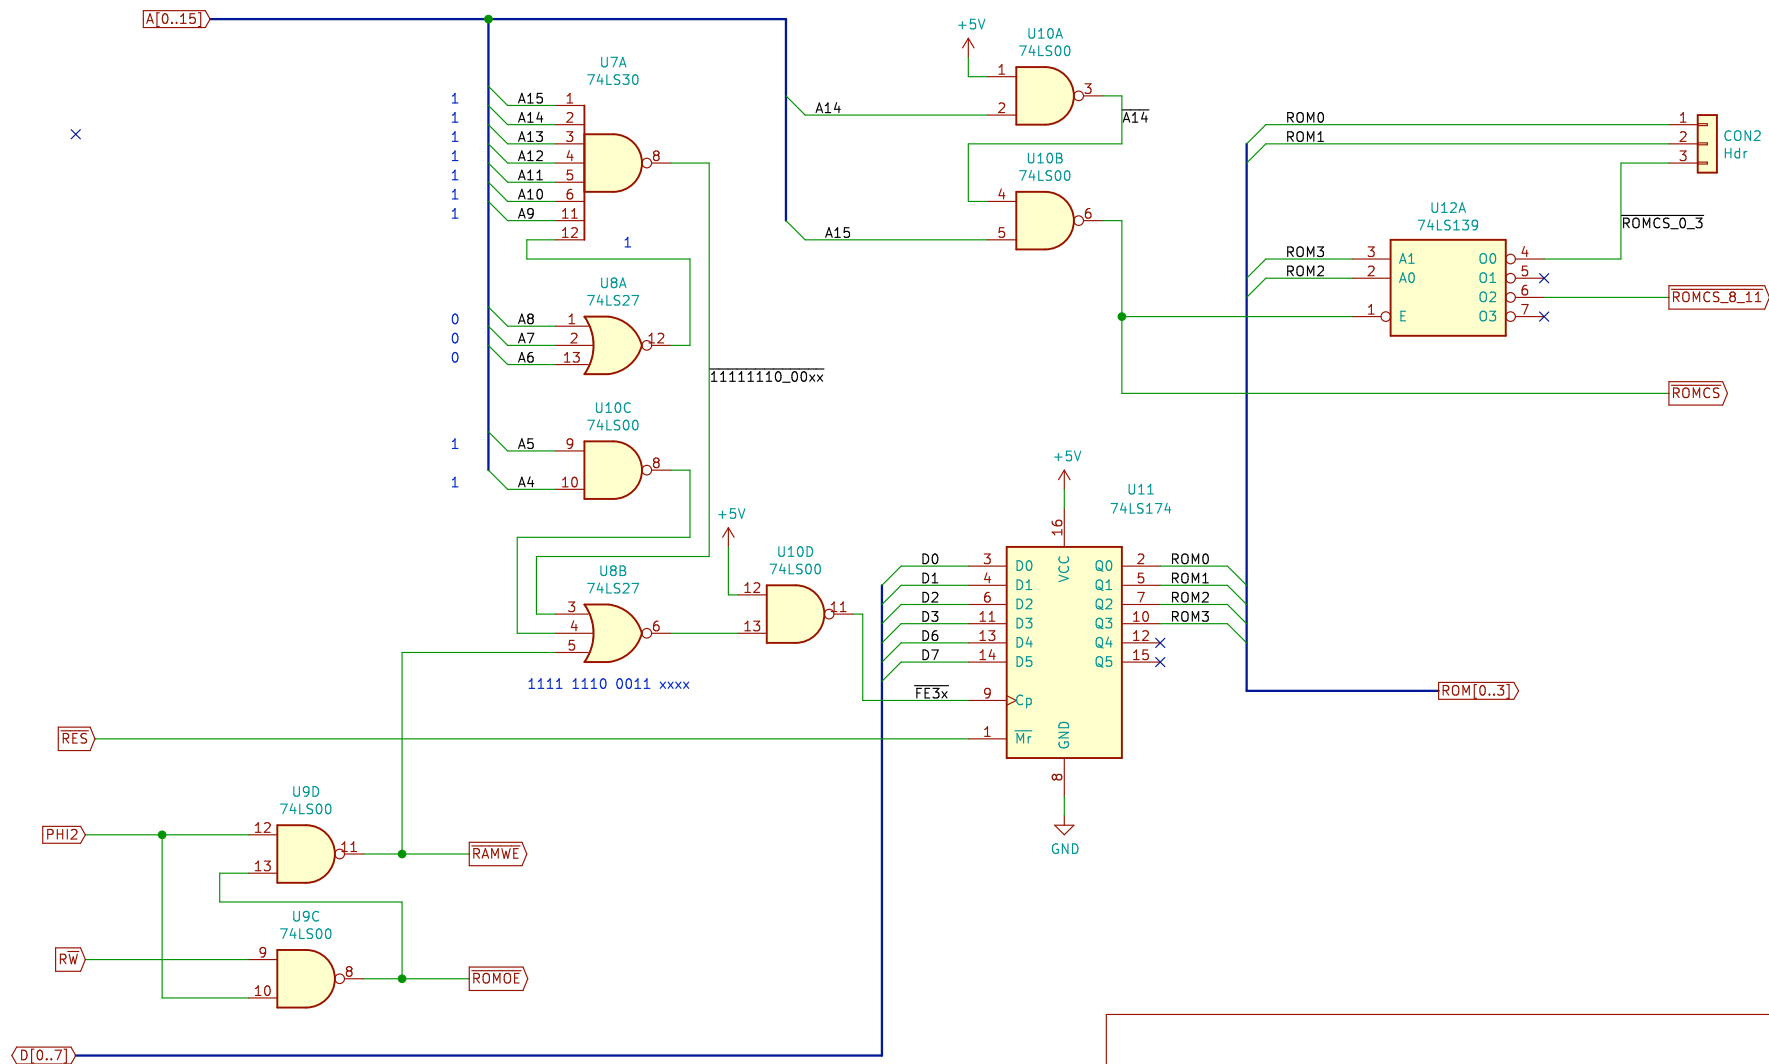 A[0..15]
U7A
74LS30
1 A15 1
1 A14 2
1 A13 3
1 A12 4
1 A11 5
1 A10 6
1 A9 11
12
8
1
U8A
74LS27
0 A8 1
0 A7 2
0 A6 13
12
11111110_00xx
U10C
74LS00
1 A5 9
1 A4 10
8
U8B
74LS27
3
4
5
6
1111 1110 0011 xxxx
+5V
U10D
74LS00
12
13
11
+5V
U10A
74LS00
1
A14 2
3
A14
U10B
74LS00
4
A15 5
6
ROM0 1
ROM1 2
3
CON2
Hdr
ROMCS_0_3
U12A
74LS139
ROM3 3 A1 O0 4
ROM2 2 A0 O1 5
O2 6
1 E O3 7
ROMCS_8_11
ROMCS
+5V
U11
74LS174
16
VCC
D0 3 D0 Q0 2 ROM0
D1 4 D1 Q1 5 ROM1
D2 6 D2 Q2 7 ROM2
D3 11 D3 Q3 10 ROM3
D6 13 D4 Q4 12
D7 14 D5 Q5 15
FE3x 9 Cp
1 Mr
GND
8
GND
ROM[0..3]
RES
U9D
74LS00
PHI2
12
13
11
RAMWE
U9C
74LS00
RW
9
10
8
ROMOE
D[0..7]